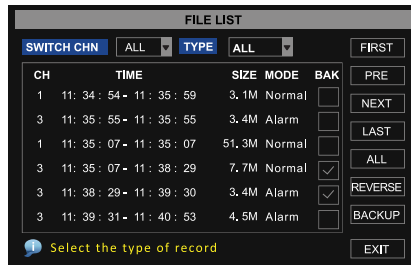 FILE LIST
SWITCH CHN ALL TYPE ALL FIRST
CH TIME SIZE MODE BAK PRE
1 11: 34: 54- 11: 35: 59 3. 1M Normal NEXT
3 11: 35: 55- 11: 35: 55 3. 4M Alarm LAST
1 11: 35: 07- 11: 35: 07 51. 3M Normal ALL
3 11: 35: 07- 11: 38: 29 7. 7M Normal REVERSE
3 11: 38: 29- 11: 39: 30 3. 4M Alarm BACKUP
3 11: 39: 31- 11: 40: 53 4. 5M Alarm
Select the type of record EXIT